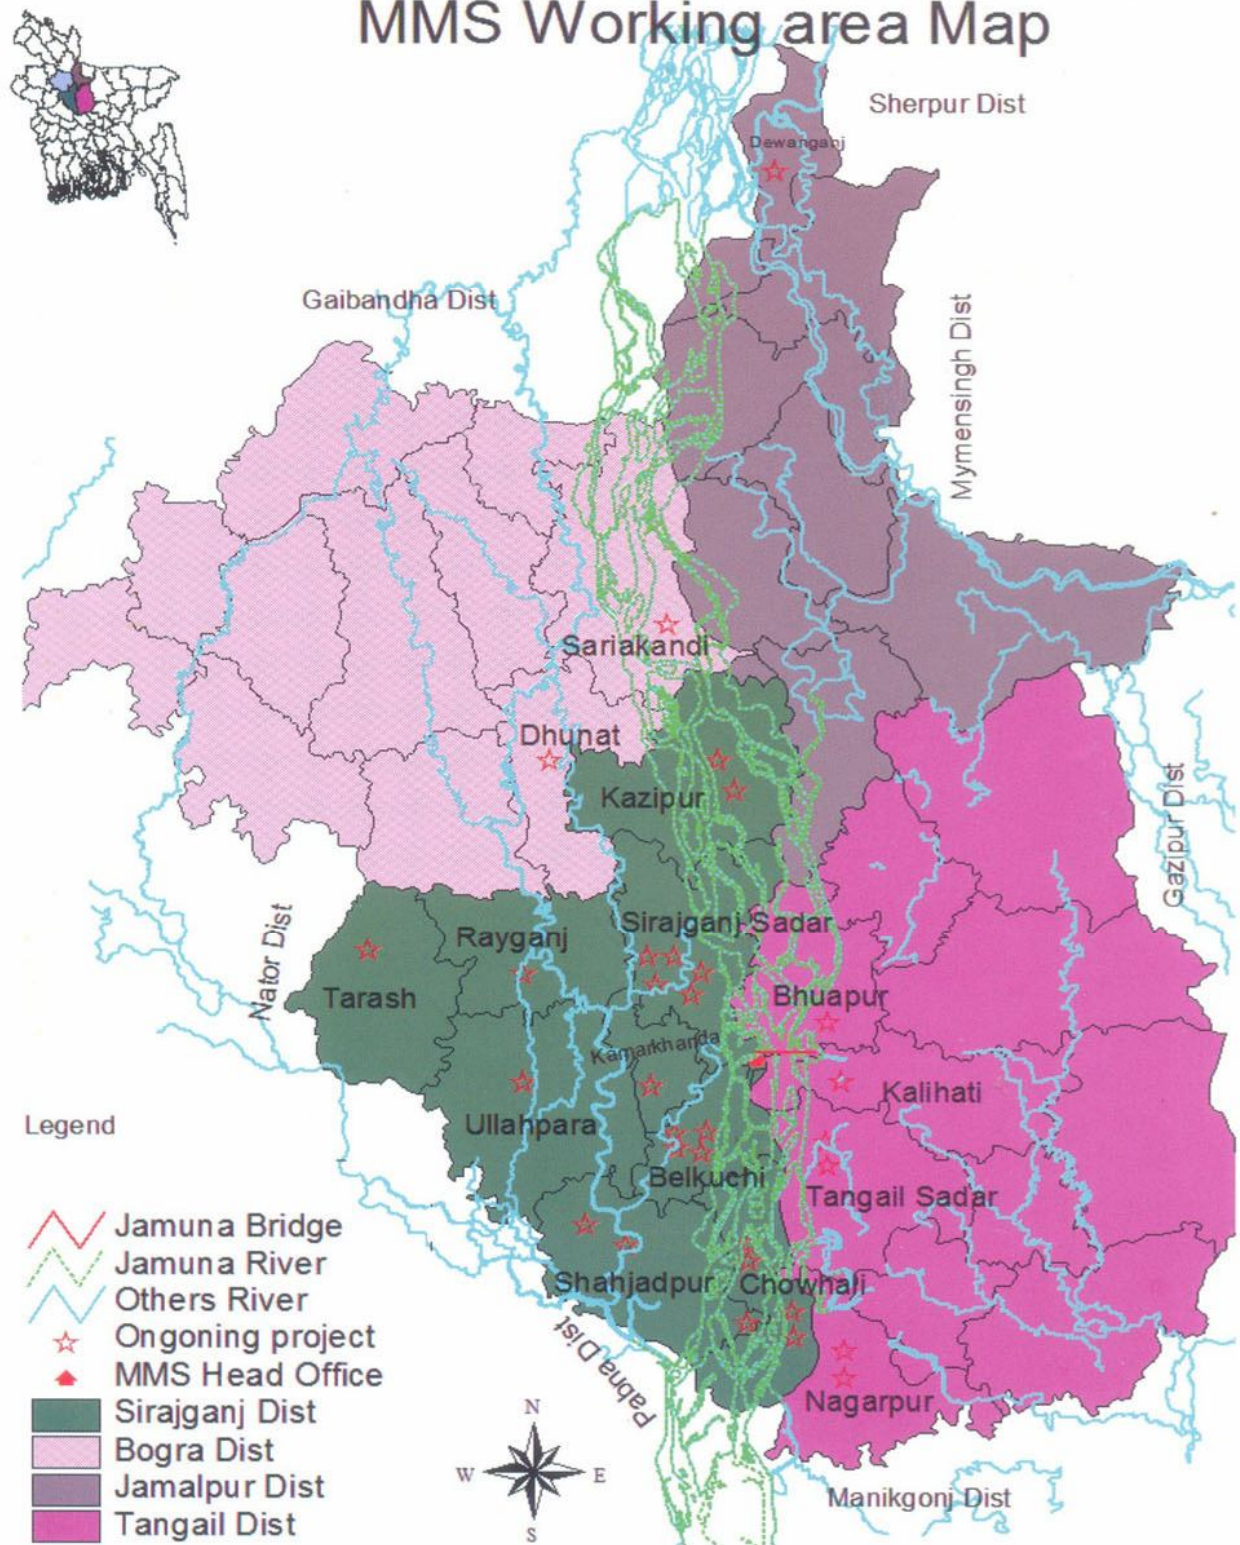 MMS Working area Map
Sherpur Dist
Dewanganj
Gaibandha Dist
Mymensingh Dist
Sariakandi
Dhunat
Kazipur
Gazipur Dist
Nator Dist
Rayganj
Sirajganj Sadar
Tarash
Bhuapur
Kamarkhanda
Kalihati
Legend
Ullahpara
Belkuchi
Tangail Sadar
Jamuna Bridge
Jamuna River
Others River
Ongoning project
MMS Head Office
Sirajganj Dist
Bogra Dist
Jamalpur Dist
Tangail Dist
Shahjadpur
Chowhali
Pabna Dist
Nagarpur
N
W
E
S
Manikgonj Dist